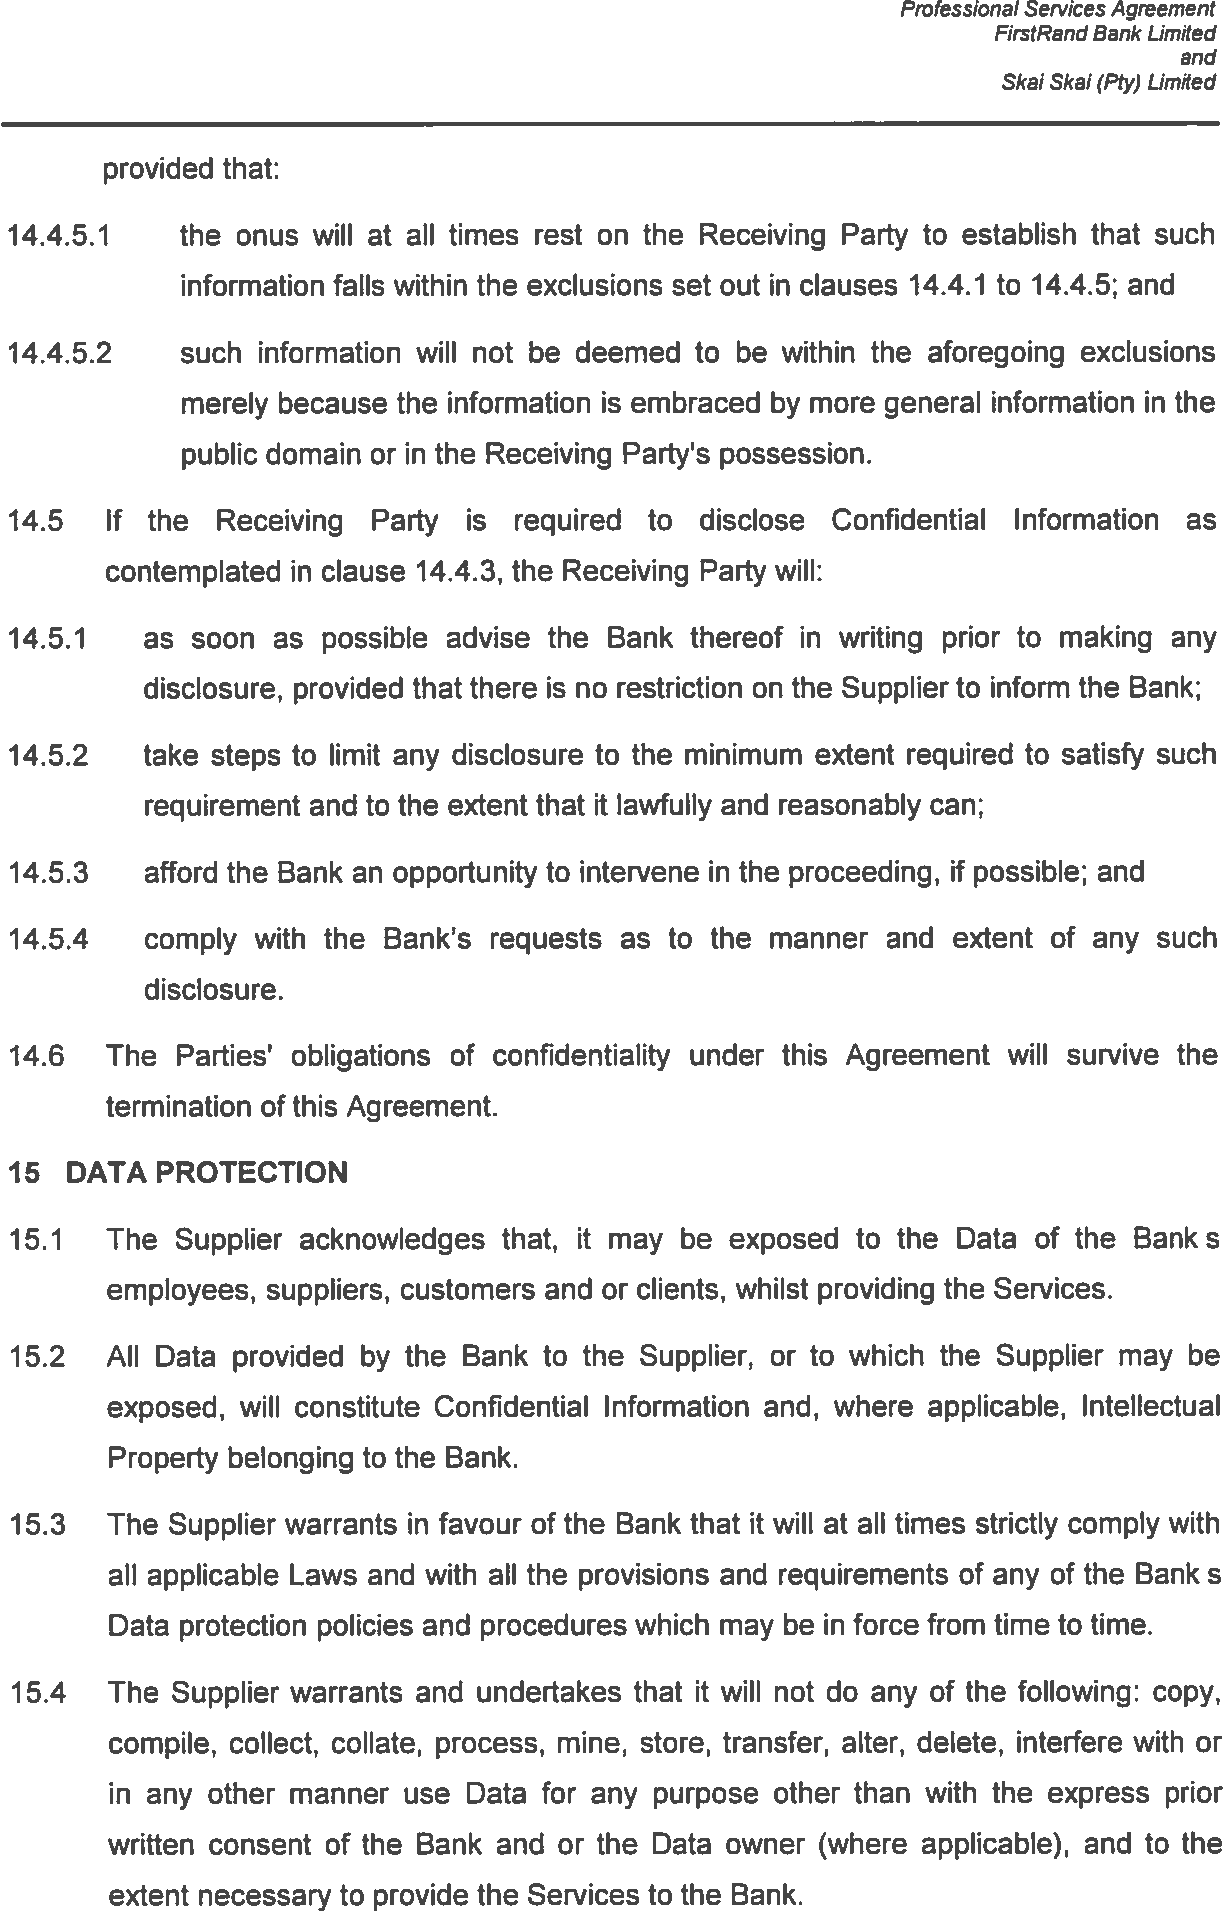 Professional Services Agreement
FirstRand Bank Limited
and
Skai Skai (Pty) Limited
provided that:
14.4.5.1 the onus will at all times rest on the Receiving Party to establish that such
information falls within the exclusions set out in clauses 14.4.1 to 14.4.5; and
14.4.5.2 such information will not be deemed to be within the aforegoing exclusions
merely because the information is embraced by more general information in the
public domain or in the Receiving Party's possession.
14.5 If the Receiving Party is required to disclose Confidential Information as
contemplated in clause 14.4.3, the Receiving Party will:
14.5.1 as soon as possible advise the Bank thereof in writing prior to making any
disclosure, provided that there is no restriction on the Supplier to inform the Bank;
14.5.2 take steps to limit any disclosure to the minimum extent required to satisfy such
requirement and to the extent that it lawfully and reasonably can;
14.5.3 afford the Bank an opportunity to intervene in the proceeding, if possible; and
14.5.4 comply with the Bank's requests as to the manner and extent of any such
disclosure.
14.6 The Parties' obligations of confidentiality under this Agreement will survive the
termination of this Agreement.
15 DATA PROTECTION
15.1 The Supplier acknowledges that, it may be exposed to the Data of the Bank s
employees, suppliers, customers and or clients, whilst providing the Services.
15.2 All Data provided by the Bank to the Supplier, or to which the Supplier may be
exposed, will constitute Confidential Information and, where applicable, Intellectual
Property belonging to the Bank.
15.3 The Supplier warrants in favour of the Bank that it will at all times strictly comply with
all applicable Laws and with all the provisions and requirements of any of the Bank s
Data protection policies and procedures which may be in force from time to time.
15.4 The Supplier warrants and undertakes that it will not do any of the following: copy,
compile, collect, collate, process, mine, store, transfer, alter, delete, interfere with or
in any other manner use Data for any purpose other than with the express prior
written consent of the Bank and or the Data owner (where applicable), and to the
extent necessary to provide the Services to the Bank.